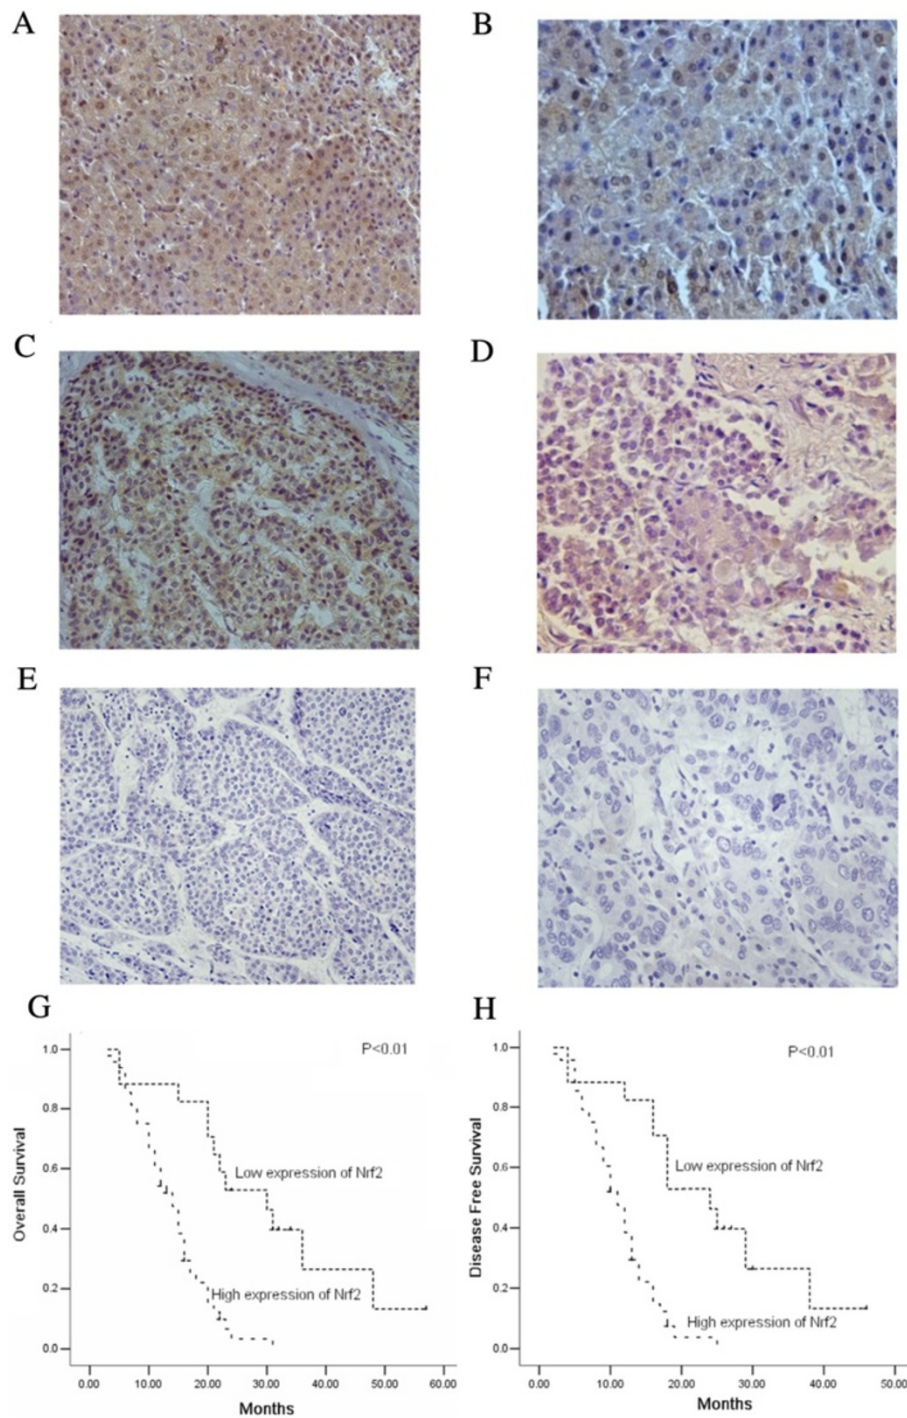 A
B
C
D
E
F
G
H
P<0.01
1.0
0.8
0.6
0.4
0.2
0.0
Overall Survival
Low expression of Nrf2
High expression of Nrf2
0.00 10.00 20.00 30.00 40.00 50.00 60.00
Months
P<0.01
1.0
0.8
0.6
0.4
0.2
0.0
Disease Free Survival
Low expression of Nrf2
High expression of Nrf2
0.00 10.00 20.00 30.00 40.00 50.00
Months